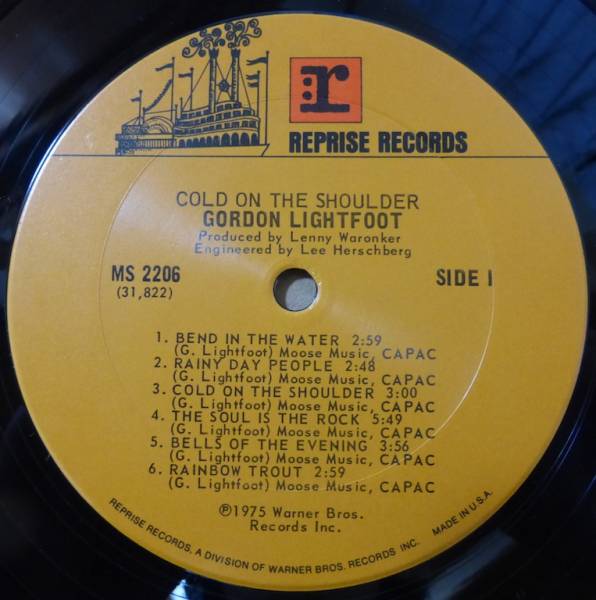 r
REPRISE RECORDS
COLD ON THE SHOULDER
GORDON LIGHTFOOT
Produced by Lenny Waronker
Engineered by Lee Herschberg
MS 2206
SIDE I
(31,822)
1. BEND IN THE WATER 2:59
(G. Lightfoot) Moose Music, CAPAC
2. RAINY DAY PEOPLE 2:48
(G. Lightfoot) Moose Music, CAPAC
3. COLD ON THE SHOULDER 3:00
(G. Lightfoot) Moose Music, CAPAC
4. THE SOUL IS THE ROCK 5:49
(G. Lightfoot) Moose Music, CAPAC
5. BELLS OF THE EVENING 3:56
(G. Lightfoot) Moose Music, CAPAC
6. RAINBOW TROUT 2:59
(G. Lightfoot) Moose Music, CAPAC
℗1975 Warner Bros.
Records Inc.
REPRISE RECORDS, A DIVISION OF WARNER BROS. RECORDS INC. MADE IN U.S.A.